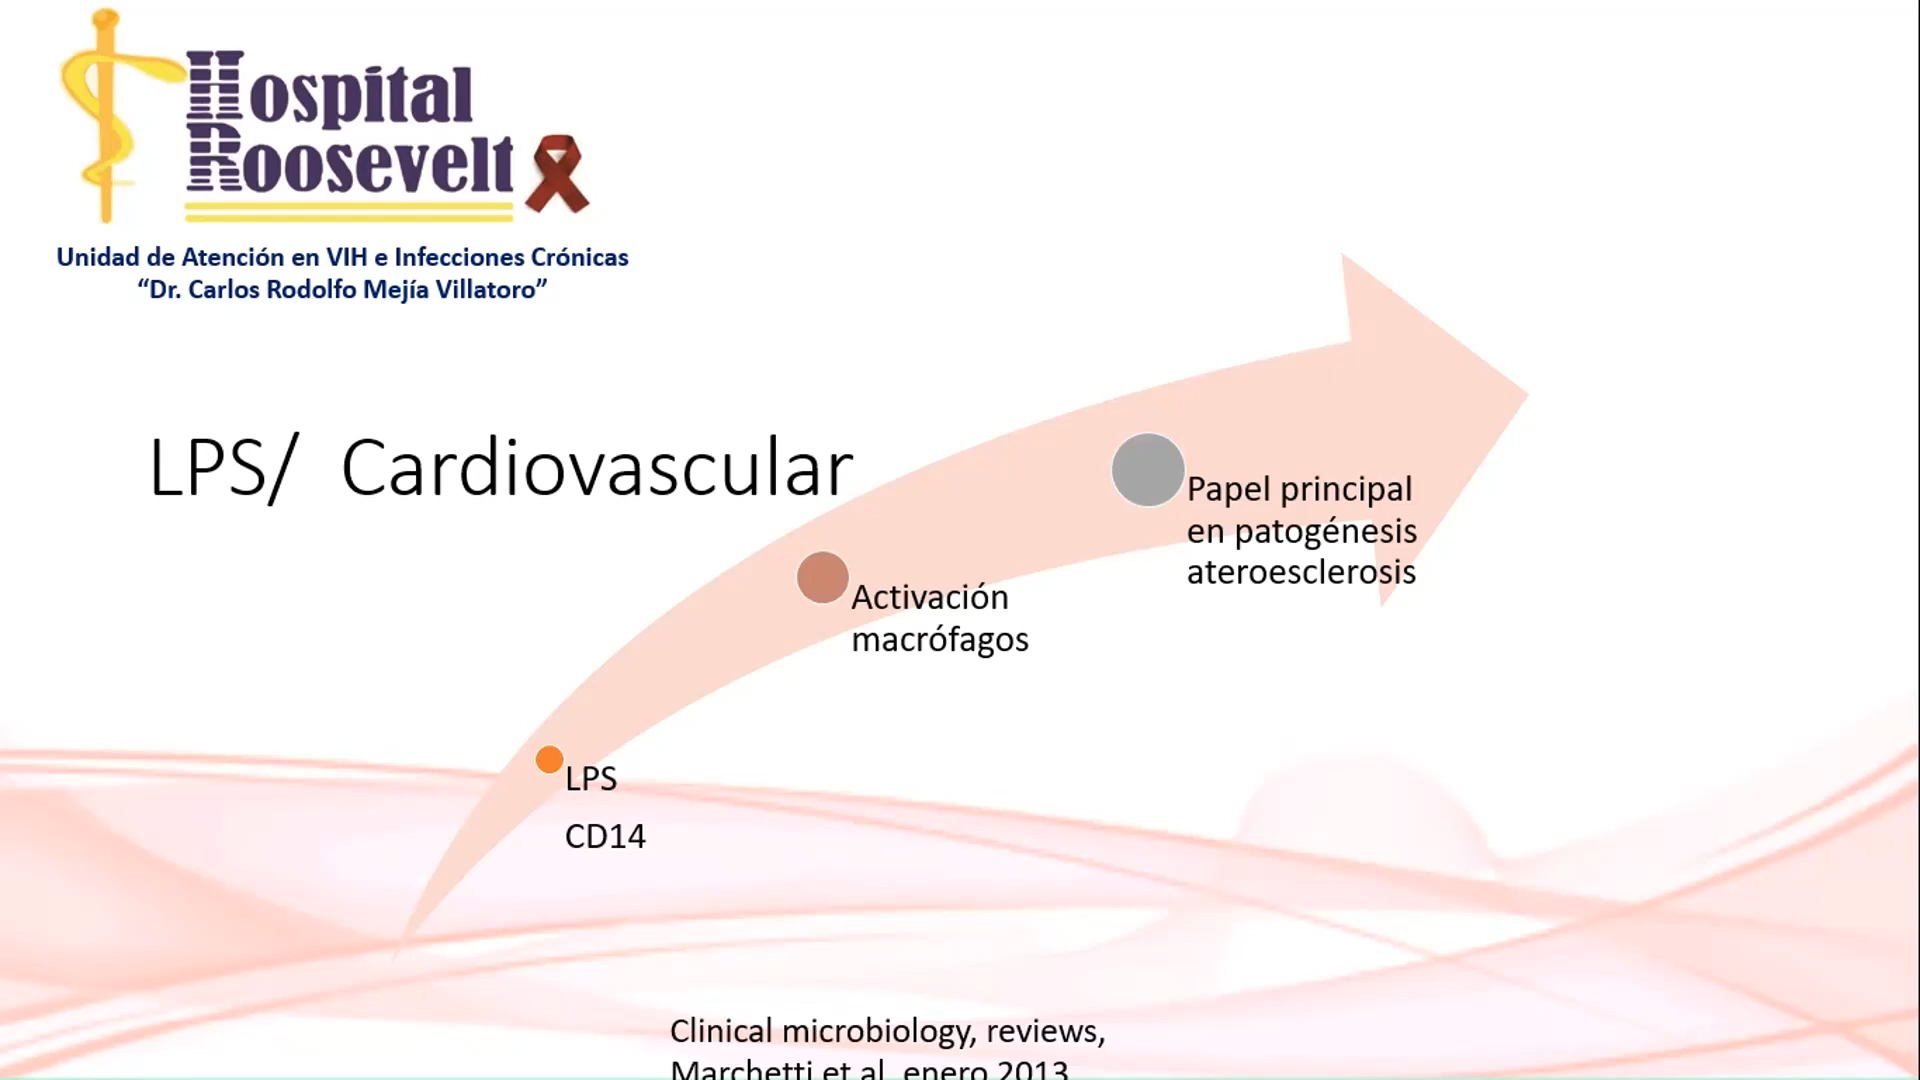 Hospital
Roosevelt
Unidad de Atención en VIH e Infecciones Crónicas
“Dr. Carlos Rodolfo Mejía Villatoro”
LPS/ Cardiovascular
Papel principal
en patogénesis
ateroesclerosis
Activación
macrófagos
LPS
CD14
Clinical microbiology, reviews,
Marchetti et al, enero 2013